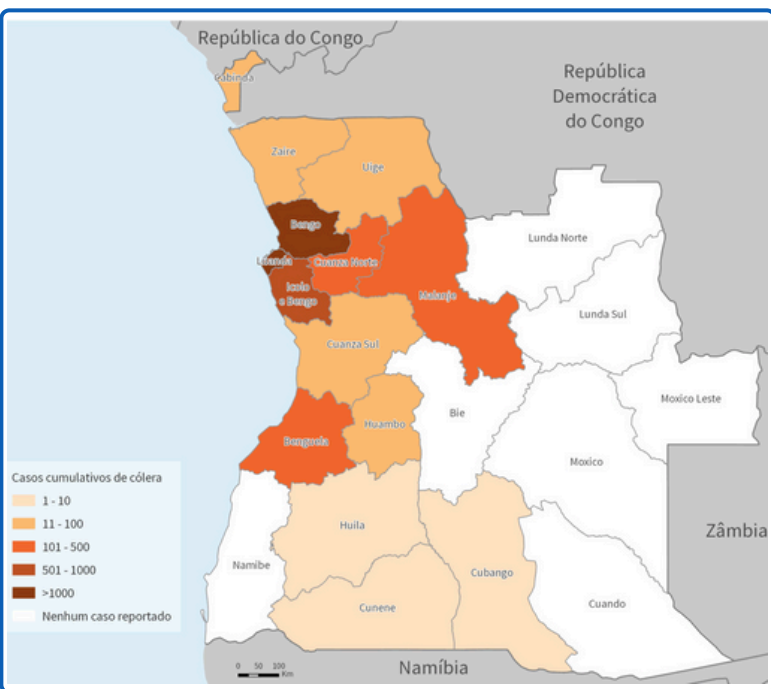 República do Congo
República
Democrática
do Congo
Cabinda
Zaire
Uige
Bengo
Lunda Norte
Luanda
Cuanza Norte
Icolo
e Bengo
Malanje
Lunda Sul
Cuanza Sul
Moxico Leste
Bie
Huambo
Benguela
Moxico
Casos cumulativos de cólera
1 - 10
11 - 100
101 - 500
501 - 1000
>1000
Nenhum caso reportado
Huila
Zâmbia
Namibe
Cubango
Cunene
Cuando
0 50 100
Km
Namíbia